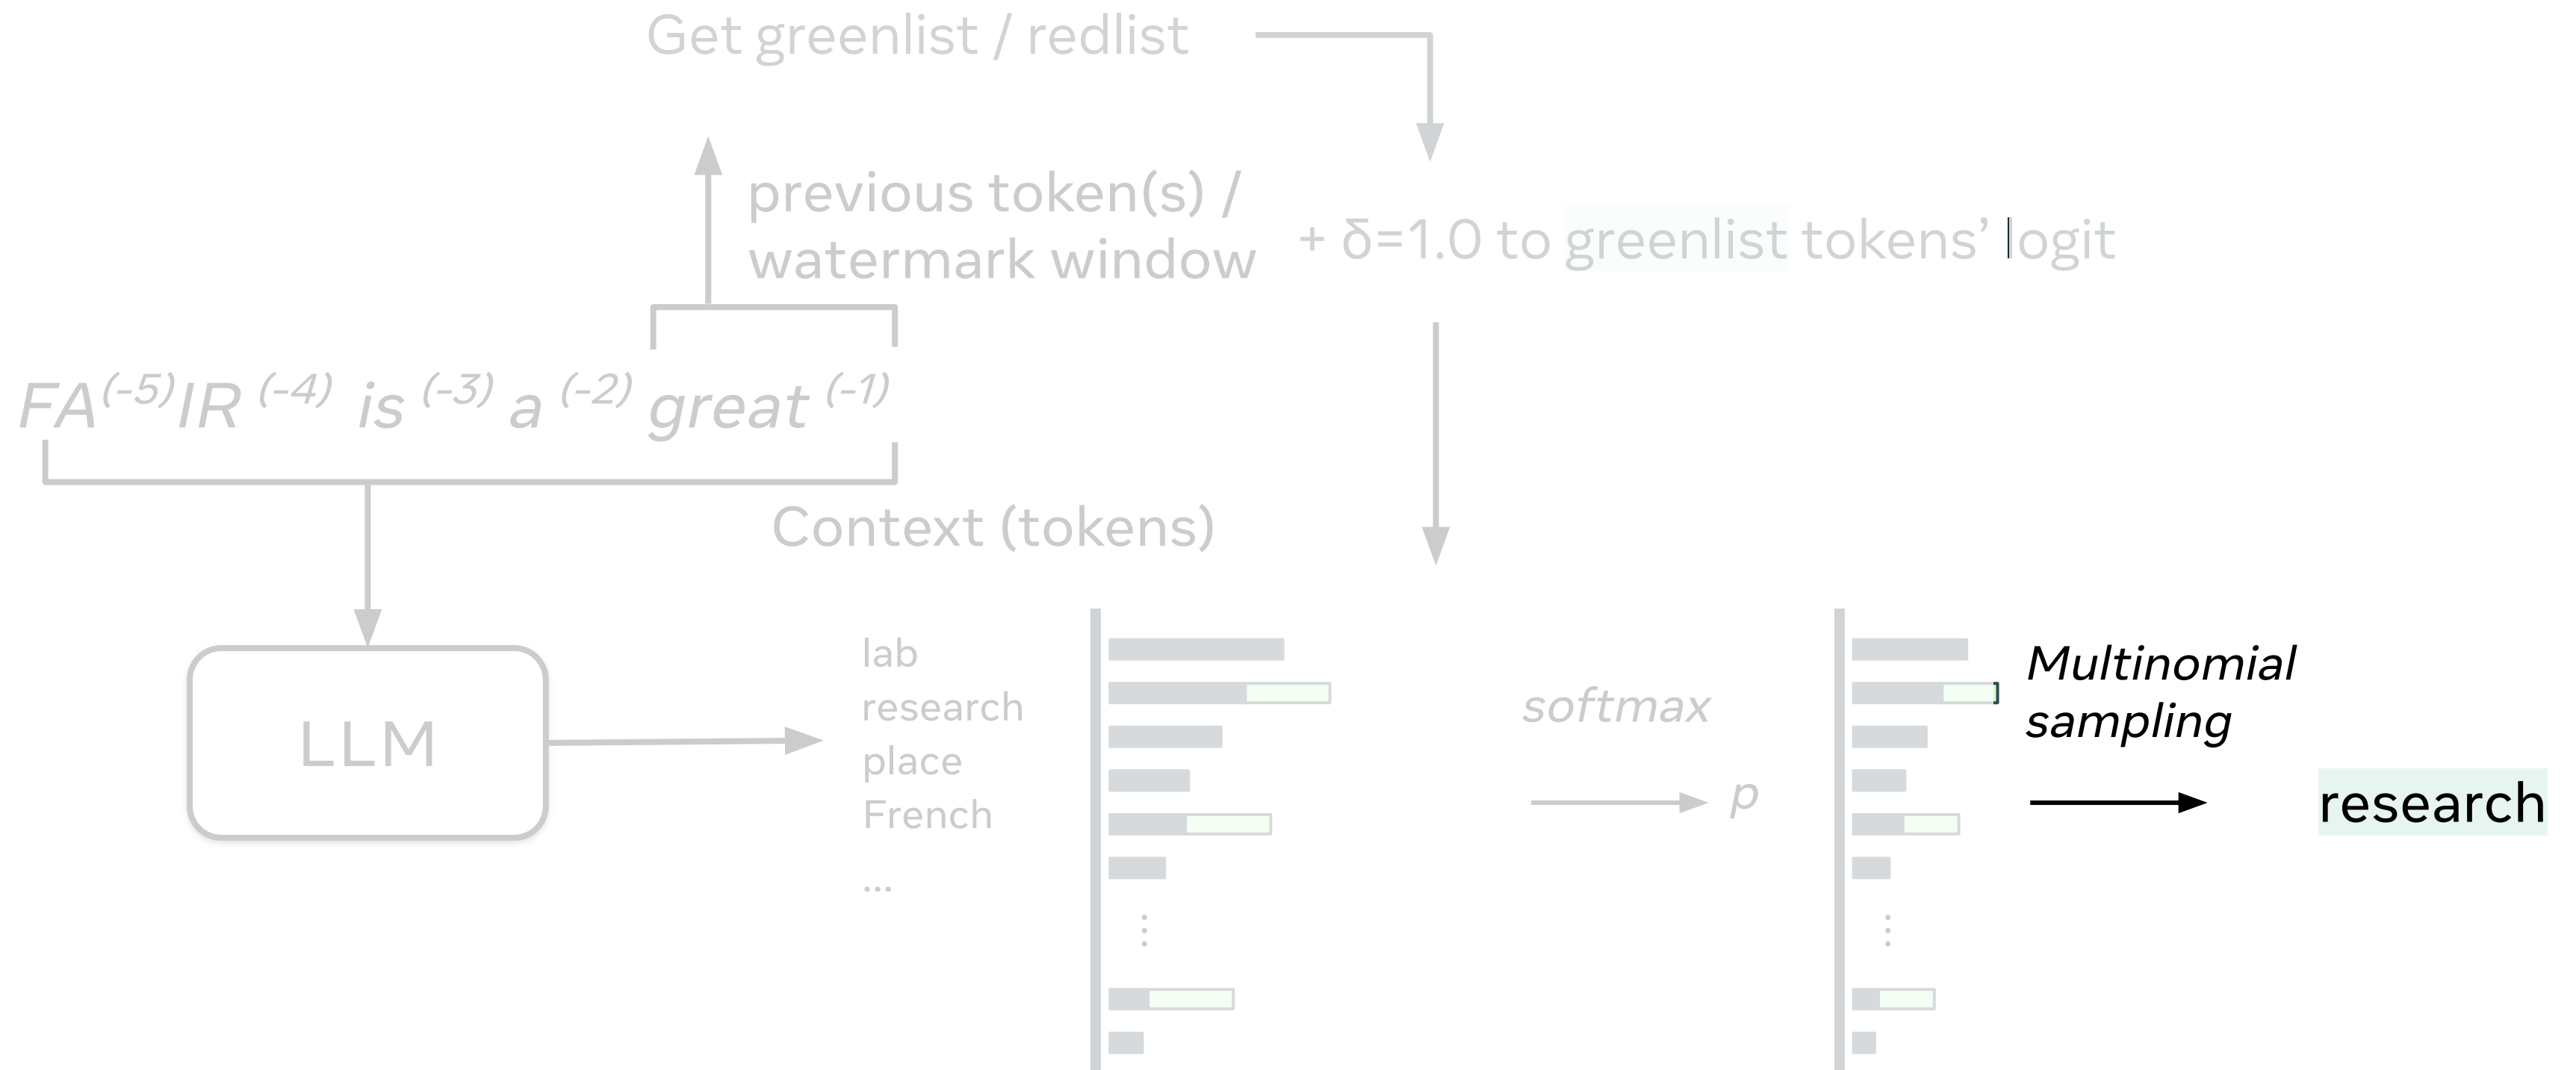 Get greenlist / redlist
previous token(s) /
watermark window
+ δ=1.0 to greenlist tokens’ logit
FA(-5)IR (-4) is (-3) a (-2) great (-1)
Context (tokens)
LLM
lab
research
place
French
...
softmax
p
Multinomial
sampling
research